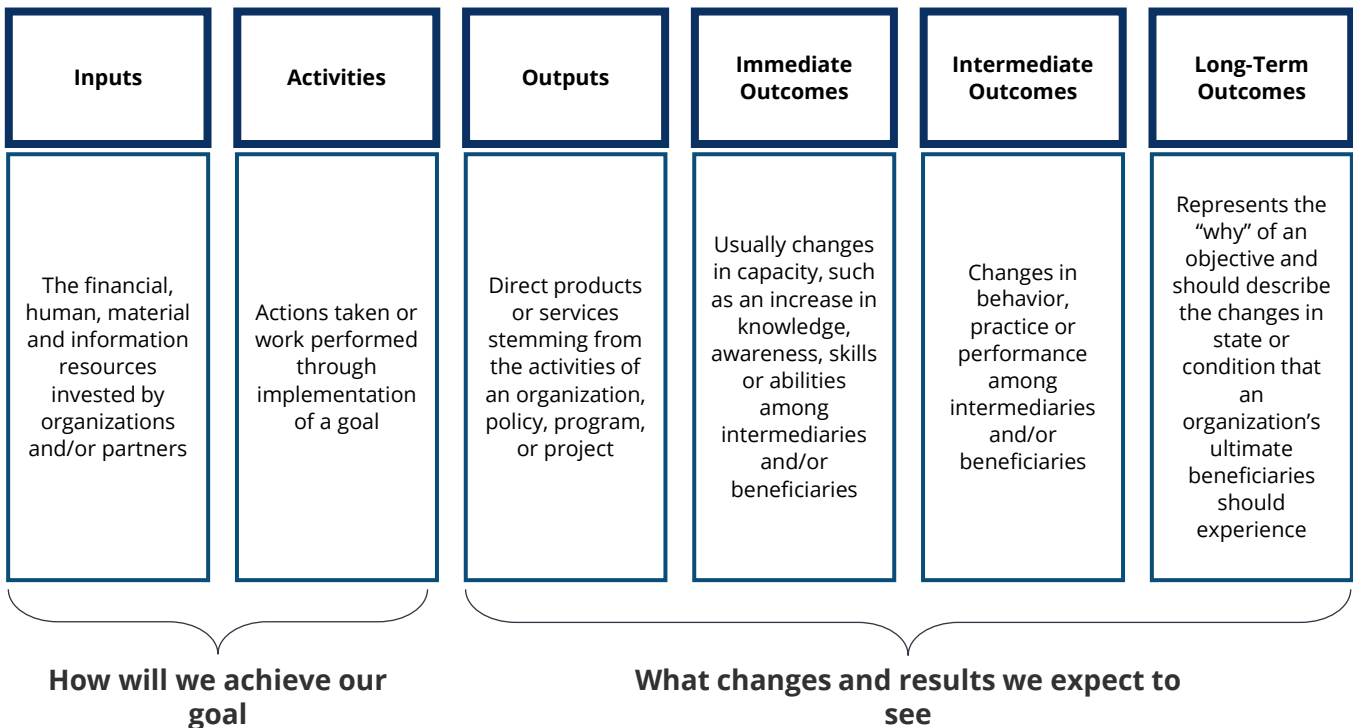 Inputs
The financial,
human, material
and information
resources
invested by
organizations
and/or partners
Activities
Actions taken or
work performed
through
implementation
of a goal
Outputs
Direct products
or services
stemming from
the activities of
an organization,
policy, program,
or project
Immediate
Outcomes
Usually changes
in capacity, such
as an increase in
knowledge,
awareness, skills
or abilities
among
intermediaries
and/or
beneficiaries
Intermediate
Outcomes
Changes in
behavior,
practice or
performance
among
intermediaries
and/or
beneficiaries
Long-Term
Outcomes
Represents the
“why” of an
objective and
should describe
the changes in
state or
condition that
an
organization’s
ultimate
beneficiaries
should
experience
How will we achieve our
goal
What changes and results we expect to
see